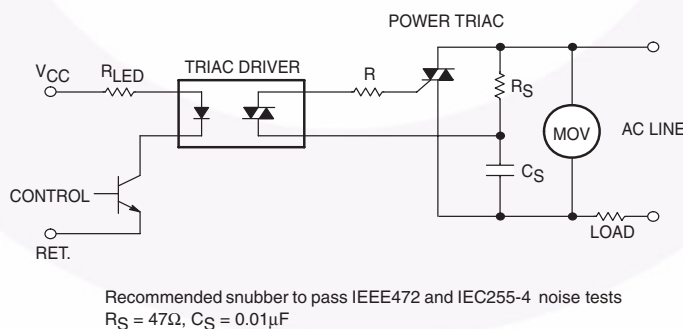 POWER TRIAC
VCC
RLED
TRIAC DRIVER
R
RS
MOV
AC LINE
CS
CONTROL
LOAD
RET.
Recommended snubber to pass IEEE472 and IEC255-4 noise tests
RS = 47Ω, CS = 0.01µF